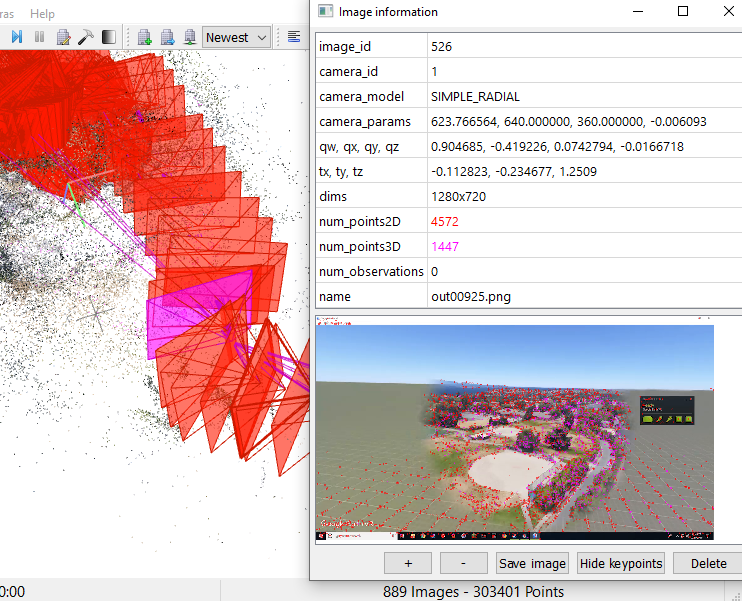 ras Help
Image information
Newest
image_id 526
camera_id 1
camera_model SIMPLE_RADIAL
camera_params 623.766564, 640.000000, 360.000000, -0.006093
qw, qx, qy, qz 0.904685, -0.419226, 0.0742794, -0.0166718
tx, ty, tz -0.112823, -0.234677, 1.2509
dims 1280x720
num_points2D 4572
num_points3D 1447
num_observations 0
name out00925.png
+ - Save image Hide keypoints Delete
0:00 889 Images - 303401 Points